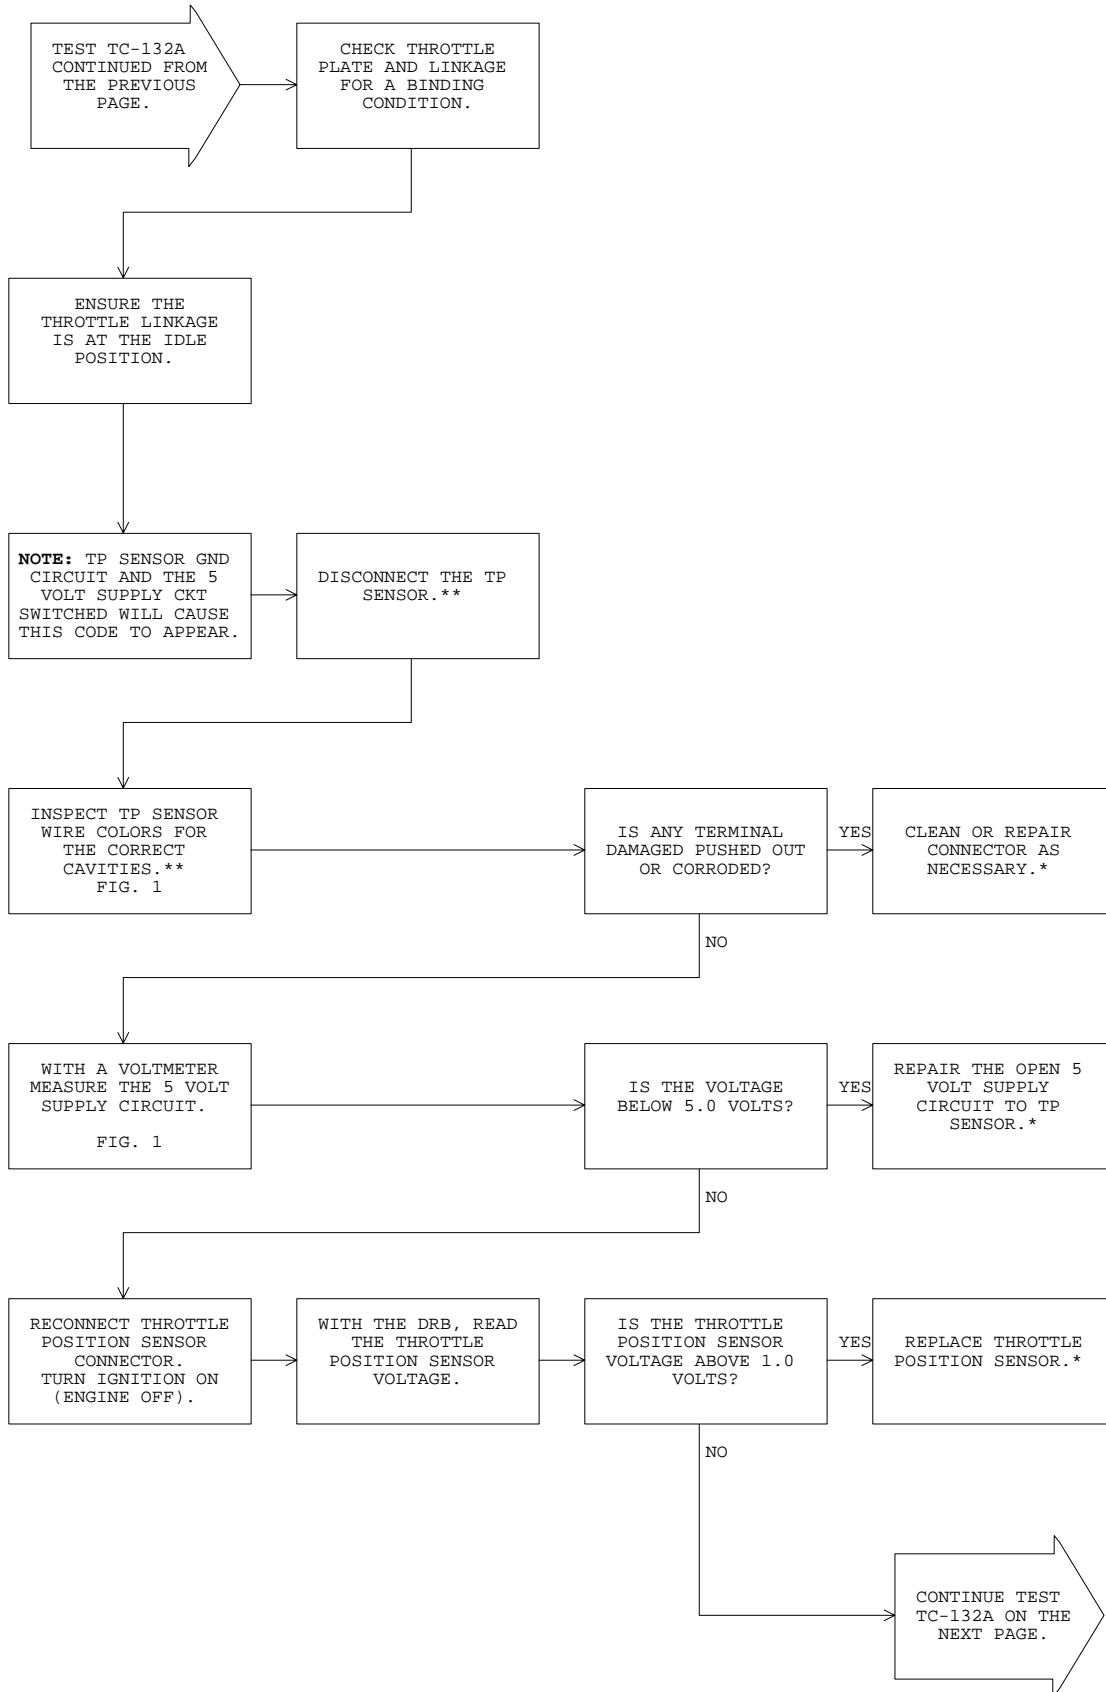 TEST TC-132A
CONTINUED FROM
THE PREVIOUS
PAGE.
CHECK THROTTLE
PLATE AND LINKAGE
FOR A BINDING
CONDITION.
ENSURE THE
THROTTLE LINKAGE
IS AT THE IDLE
POSITION.
NOTE: TP SENSOR GND
CIRCUIT AND THE 5
VOLT SUPPLY CKT
SWITCHED WILL CAUSE
THIS CODE TO APPEAR.
DISCONNECT THE TP
SENSOR.**
INSPECT TP SENSOR
WIRE COLORS FOR
THE CORRECT
CAVITIES.**
FIG. 1
IS ANY TERMINAL
DAMAGED PUSHED OUT
OR CORRODED?
YES
CLEAN OR REPAIR
CONNECTOR AS
NECESSARY.*
NO
WITH A VOLTMETER
MEASURE THE 5 VOLT
SUPPLY CIRCUIT.
FIG. 1
IS THE VOLTAGE
BELOW 5.0 VOLTS?
YES
REPAIR THE OPEN 5
VOLT SUPPLY
CIRCUIT TO TP
SENSOR.*
NO
RECONNECT THROTTLE
POSITION SENSOR
CONNECTOR.
TURN IGNITION ON
(ENGINE OFF).
WITH THE DRB, READ
THE THROTTLE
POSITION SENSOR
VOLTAGE.
IS THE THROTTLE
POSITION SENSOR
VOLTAGE ABOVE 1.0
VOLTS?
YES
REPLACE THROTTLE
POSITION SENSOR.*
NO
CONTINUE TEST
TC-132A ON THE
NEXT PAGE.